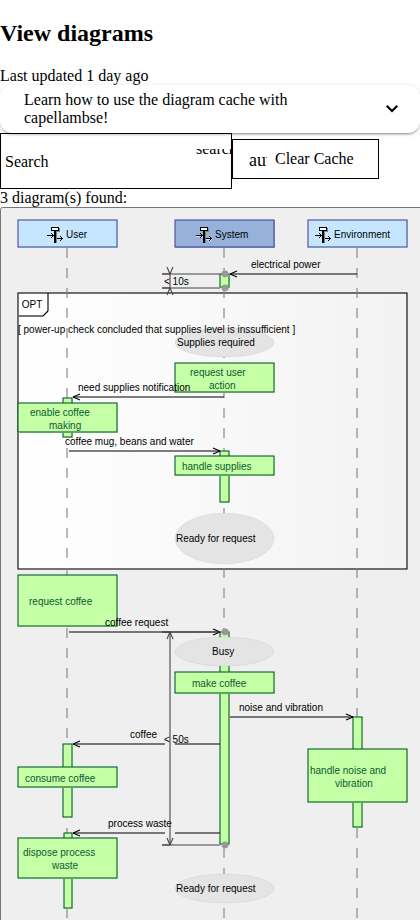 View diagrams
Last updated 1 day ago
Learn how to use the diagram cache with
capellambse!
Search
search
au Clear Cache
3 diagram(s) found:
User
System
Environment
electrical power
< 10s
OPT
[ power-up check concluded that supplies level is inssufficient ]
Supplies required
request user
action
need supplies notification
enable coffee
making
coffee mug, beans and water
handle supplies
Ready for request
request coffee
coffee request
Busy
make coffee
noise and vibration
coffee
< 50s
handle noise and
vibration
consume coffee
process waste
dispose process
waste
Ready for request